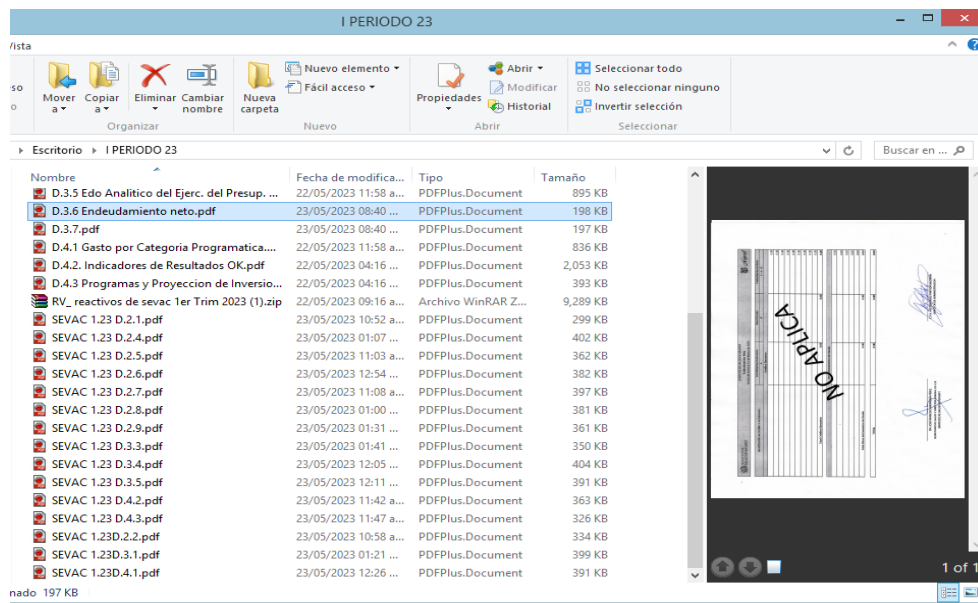 I PERIODO 23
Vista
Mover a
Copiar a
Eliminar
Cambiar nombre
Nueva carpeta
Nuevo elemento
Fácil acceso
Propiedades
Abrir
Modificar
Historial
Seleccionar todo
No seleccionar ninguno
Invertir selección
Organizar Nuevo Abrir Seleccionar
Escritorio I PERIODO 23 Buscar en ...
Nombre Fecha de modifica... Tipo Tamaño
D.3.5 Edo Analitico del Ejerc. del Presup. ... 22/05/2023 11:58 a... PDFPlus.Document 895 KB
D.3.6 Endeudamiento neto.pdf 23/05/2023 08:40 ... PDFPlus.Document 198 KB
D.3.7.pdf 23/05/2023 08:40 ... PDFPlus.Document 197 KB
D.4.1 Gasto por Categoria Programatica.... 22/05/2023 11:58 a... PDFPlus.Document 836 KB
D.4.2. Indicadores de Resultados OK.pdf 22/05/2023 04:16 ... PDFPlus.Document 2,053 KB
D.4.3 Programas y Proyeccion de Inversio... 22/05/2023 04:16 ... PDFPlus.Document 393 KB
RV_ reactivos de sevac 1er Trim 2023 (1).zip 22/05/2023 09:16 a... Archivo WinRAR Z... 9,289 KB
SEVAC 1.23 D.2.1.pdf 23/05/2023 10:52 a... PDFPlus.Document 299 KB
SEVAC 1.23 D.2.4.pdf 23/05/2023 01:07 ... PDFPlus.Document 402 KB
SEVAC 1.23 D.2.5.pdf 23/05/2023 11:03 a... PDFPlus.Document 362 KB
SEVAC 1.23 D.2.6.pdf 23/05/2023 12:54 ... PDFPlus.Document 382 KB
SEVAC 1.23 D.2.7.pdf 23/05/2023 11:08 a... PDFPlus.Document 397 KB
SEVAC 1.23 D.2.8.pdf 23/05/2023 01:00 ... PDFPlus.Document 381 KB
SEVAC 1.23 D.2.9.pdf 23/05/2023 01:31 ... PDFPlus.Document 361 KB
SEVAC 1.23 D.3.3.pdf 23/05/2023 01:41 ... PDFPlus.Document 350 KB
SEVAC 1.23 D.3.4.pdf 23/05/2023 12:05 ... PDFPlus.Document 404 KB
SEVAC 1.23 D.3.5.pdf 23/05/2023 12:11 ... PDFPlus.Document 391 KB
SEVAC 1.23 D.4.2.pdf 23/05/2023 11:42 a... PDFPlus.Document 363 KB
SEVAC 1.23 D.4.3.pdf 23/05/2023 11:47 a... PDFPlus.Document 326 KB
SEVAC 1.23D.2.2.pdf 23/05/2023 10:58 a... PDFPlus.Document 334 KB
SEVAC 1.23D.3.1.pdf 23/05/2023 01:21 ... PDFPlus.Document 399 KB
SEVAC 1.23D.4.1.pdf 23/05/2023 12:26 ... PDFPlus.Document 391 KB
NO APLICA
1 of 1
nado 197 KB